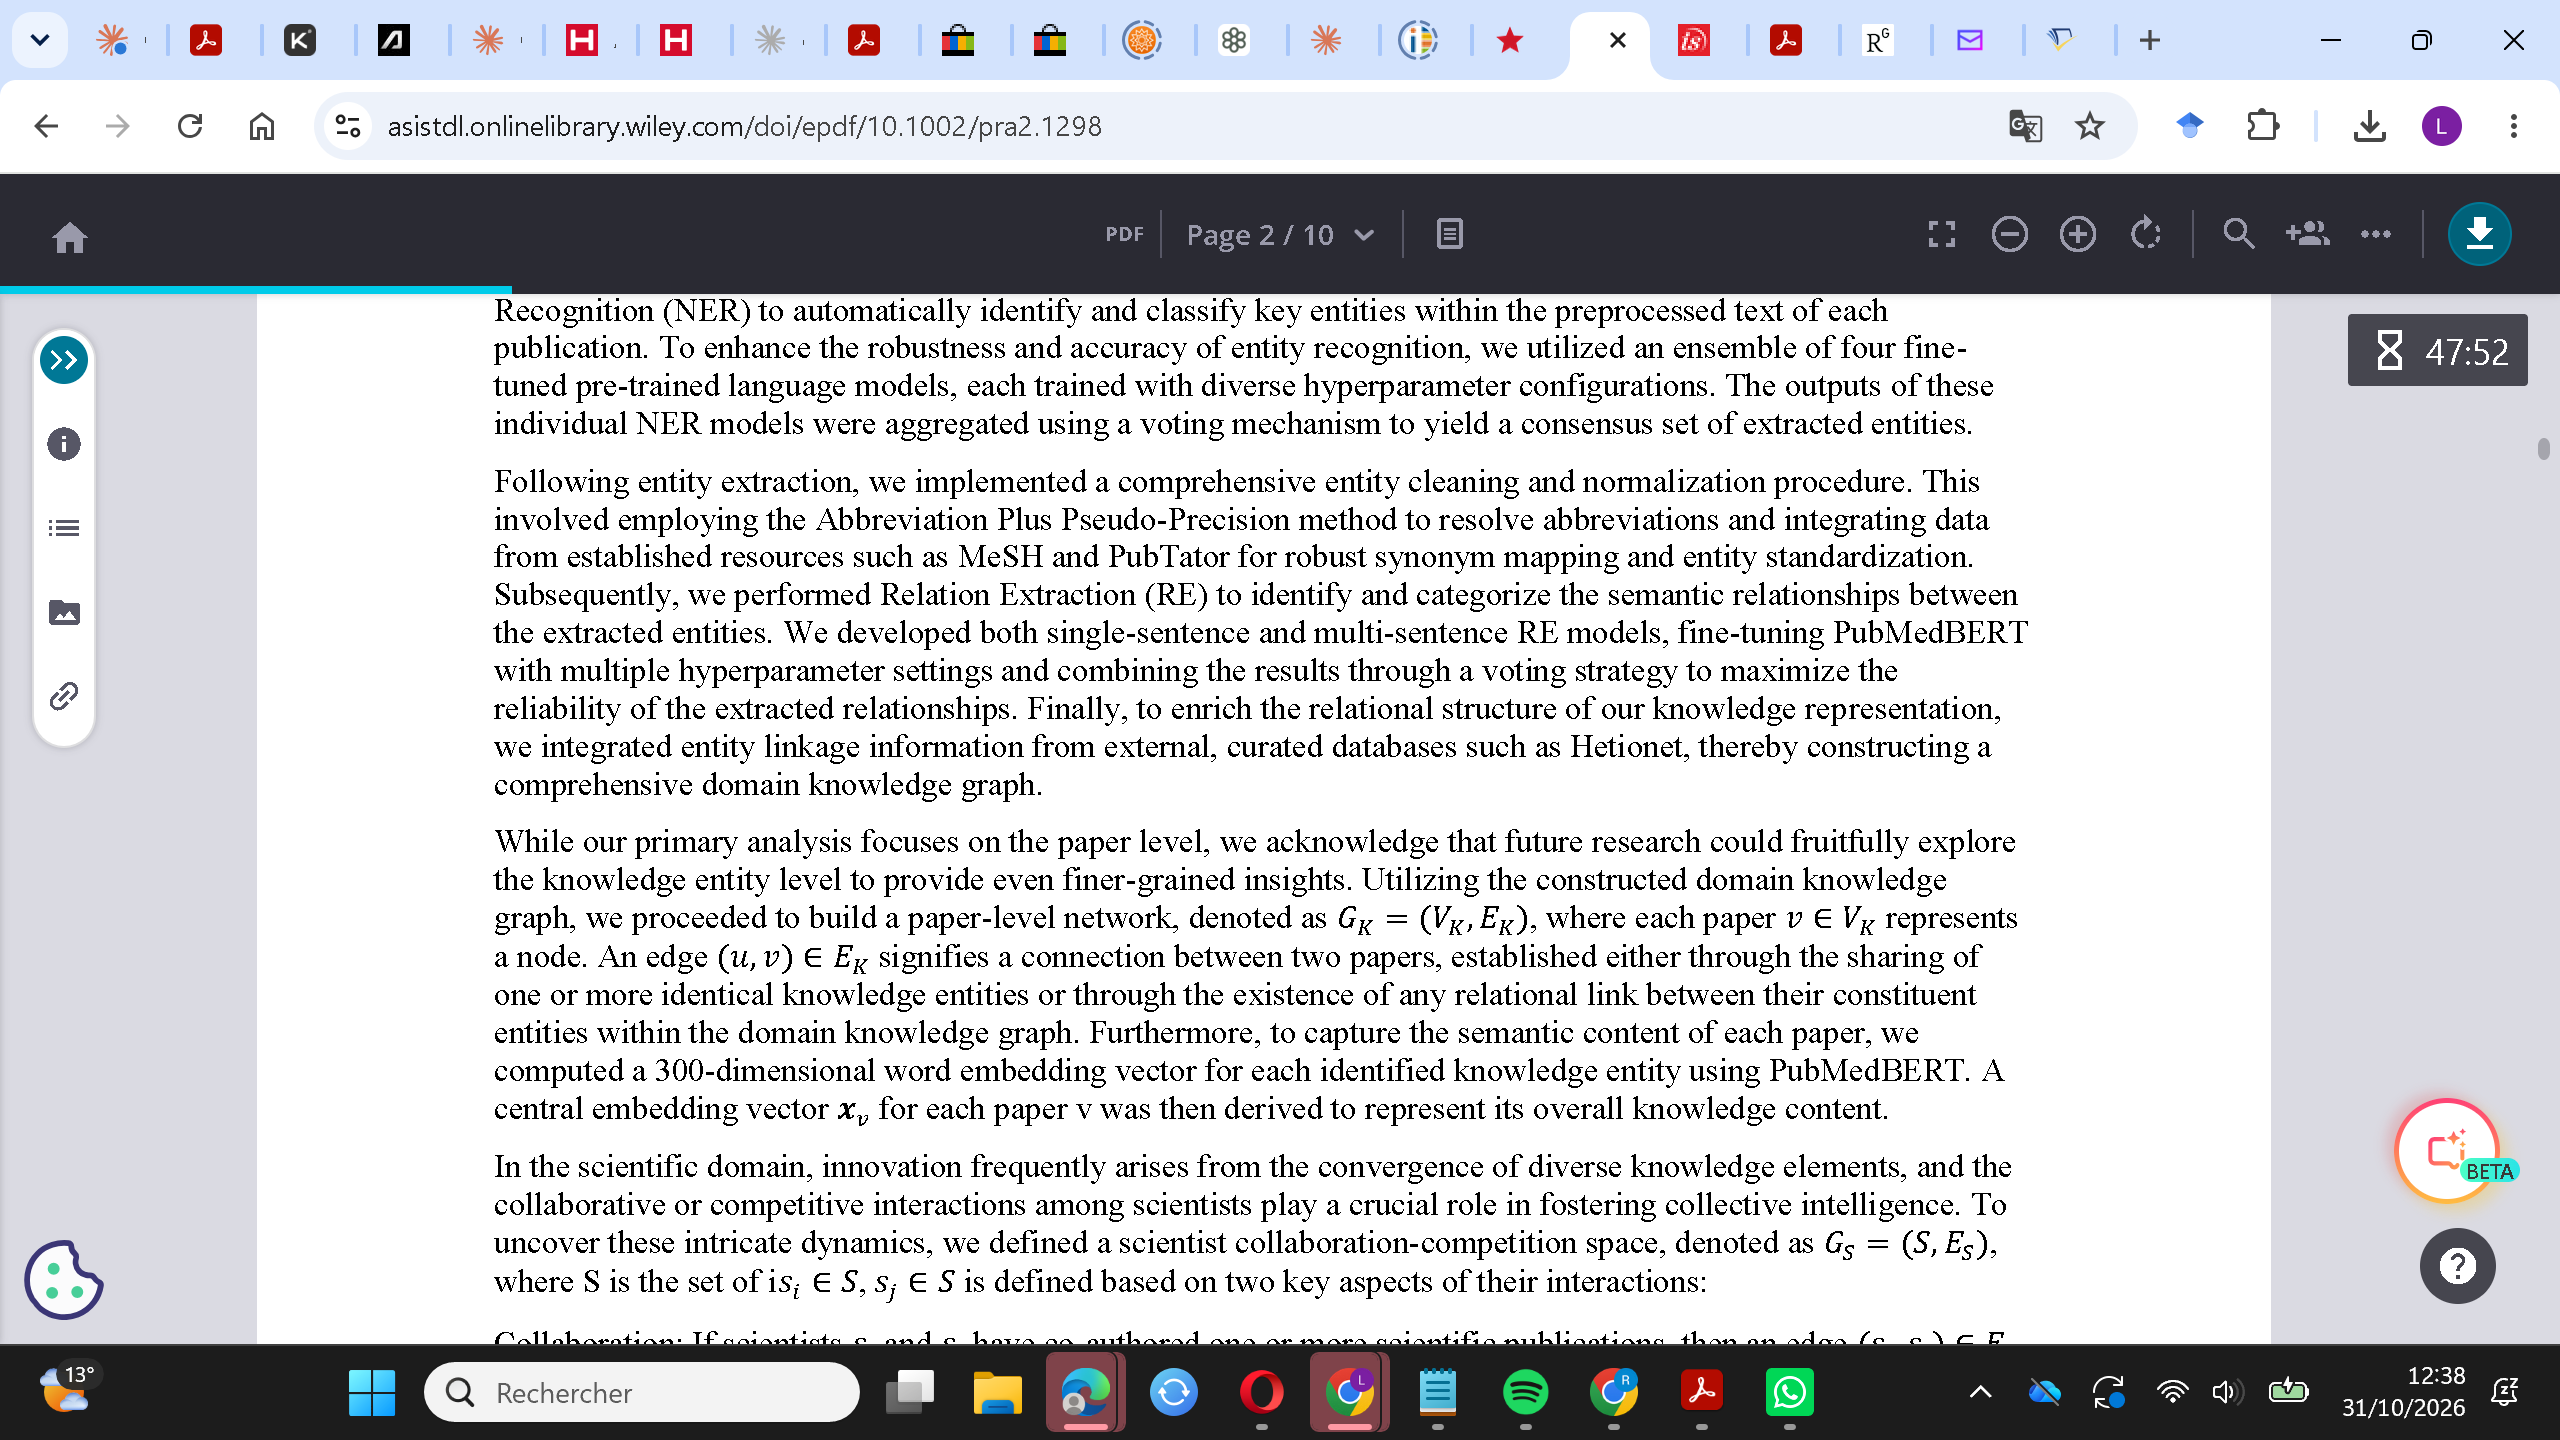 asistdl.onlinelibrary.wiley.com/doi/epdf/10.1002/pra2.1298
L
PDF
Page 2 / 10
47:52
Recognition (NER) to automatically identify and classify key entities within the preprocessed text of each
publication. To enhance the robustness and accuracy of entity recognition, we utilized an ensemble of four fine-
tuned pre-trained language models, each trained with diverse hyperparameter configurations. The outputs of these
individual NER models were aggregated using a voting mechanism to yield a consensus set of extracted entities.
Following entity extraction, we implemented a comprehensive entity cleaning and normalization procedure. This
involved employing the Abbreviation Plus Pseudo-Precision method to resolve abbreviations and integrating data
from established resources such as MeSH and PubTator for robust synonym mapping and entity standardization.
Subsequently, we performed Relation Extraction (RE) to identify and categorize the semantic relationships between
the extracted entities. We developed both single-sentence and multi-sentence RE models, fine-tuning PubMedBERT
with multiple hyperparameter settings and combining the results through a voting strategy to maximize the
reliability of the extracted relationships. Finally, to enrich the relational structure of our knowledge representation,
we integrated entity linkage information from external, curated databases such as Hetionet, thereby constructing a
comprehensive domain knowledge graph.
While our primary analysis focuses on the paper level, we acknowledge that future research could fruitfully explore
the knowledge entity level to provide even finer-grained insights. Utilizing the constructed domain knowledge
graph, we proceeded to build a paper-level network, denoted as G_K = (V_K, E_K), where each paper v ∈ V_K represents
a node. An edge (u, v) ∈ E_K signifies a connection between two papers, established either through the sharing of
one or more identical knowledge entities or through the existence of any relational link between their constituent
entities within the domain knowledge graph. Furthermore, to capture the semantic content of each paper, we
computed a 300-dimensional word embedding vector for each identified knowledge entity using PubMedBERT. A
central embedding vector x_v for each paper v was then derived to represent its overall knowledge content.
In the scientific domain, innovation frequently arises from the convergence of diverse knowledge elements, and the
collaborative or competitive interactions among scientists play a crucial role in fostering collective intelligence. To
uncover these intricate dynamics, we defined a scientist collaboration-competition space, denoted as G_S = (S, E_S),
where S is the set of is_i ∈ S, s_j ∈ S is defined based on two key aspects of their interactions:
Collaboration: If scientists s and s have co-authored one or more scientific publications, then an edge (s, s) ∈ E
BETA
13°
Rechercher
12:38
31/10/2026